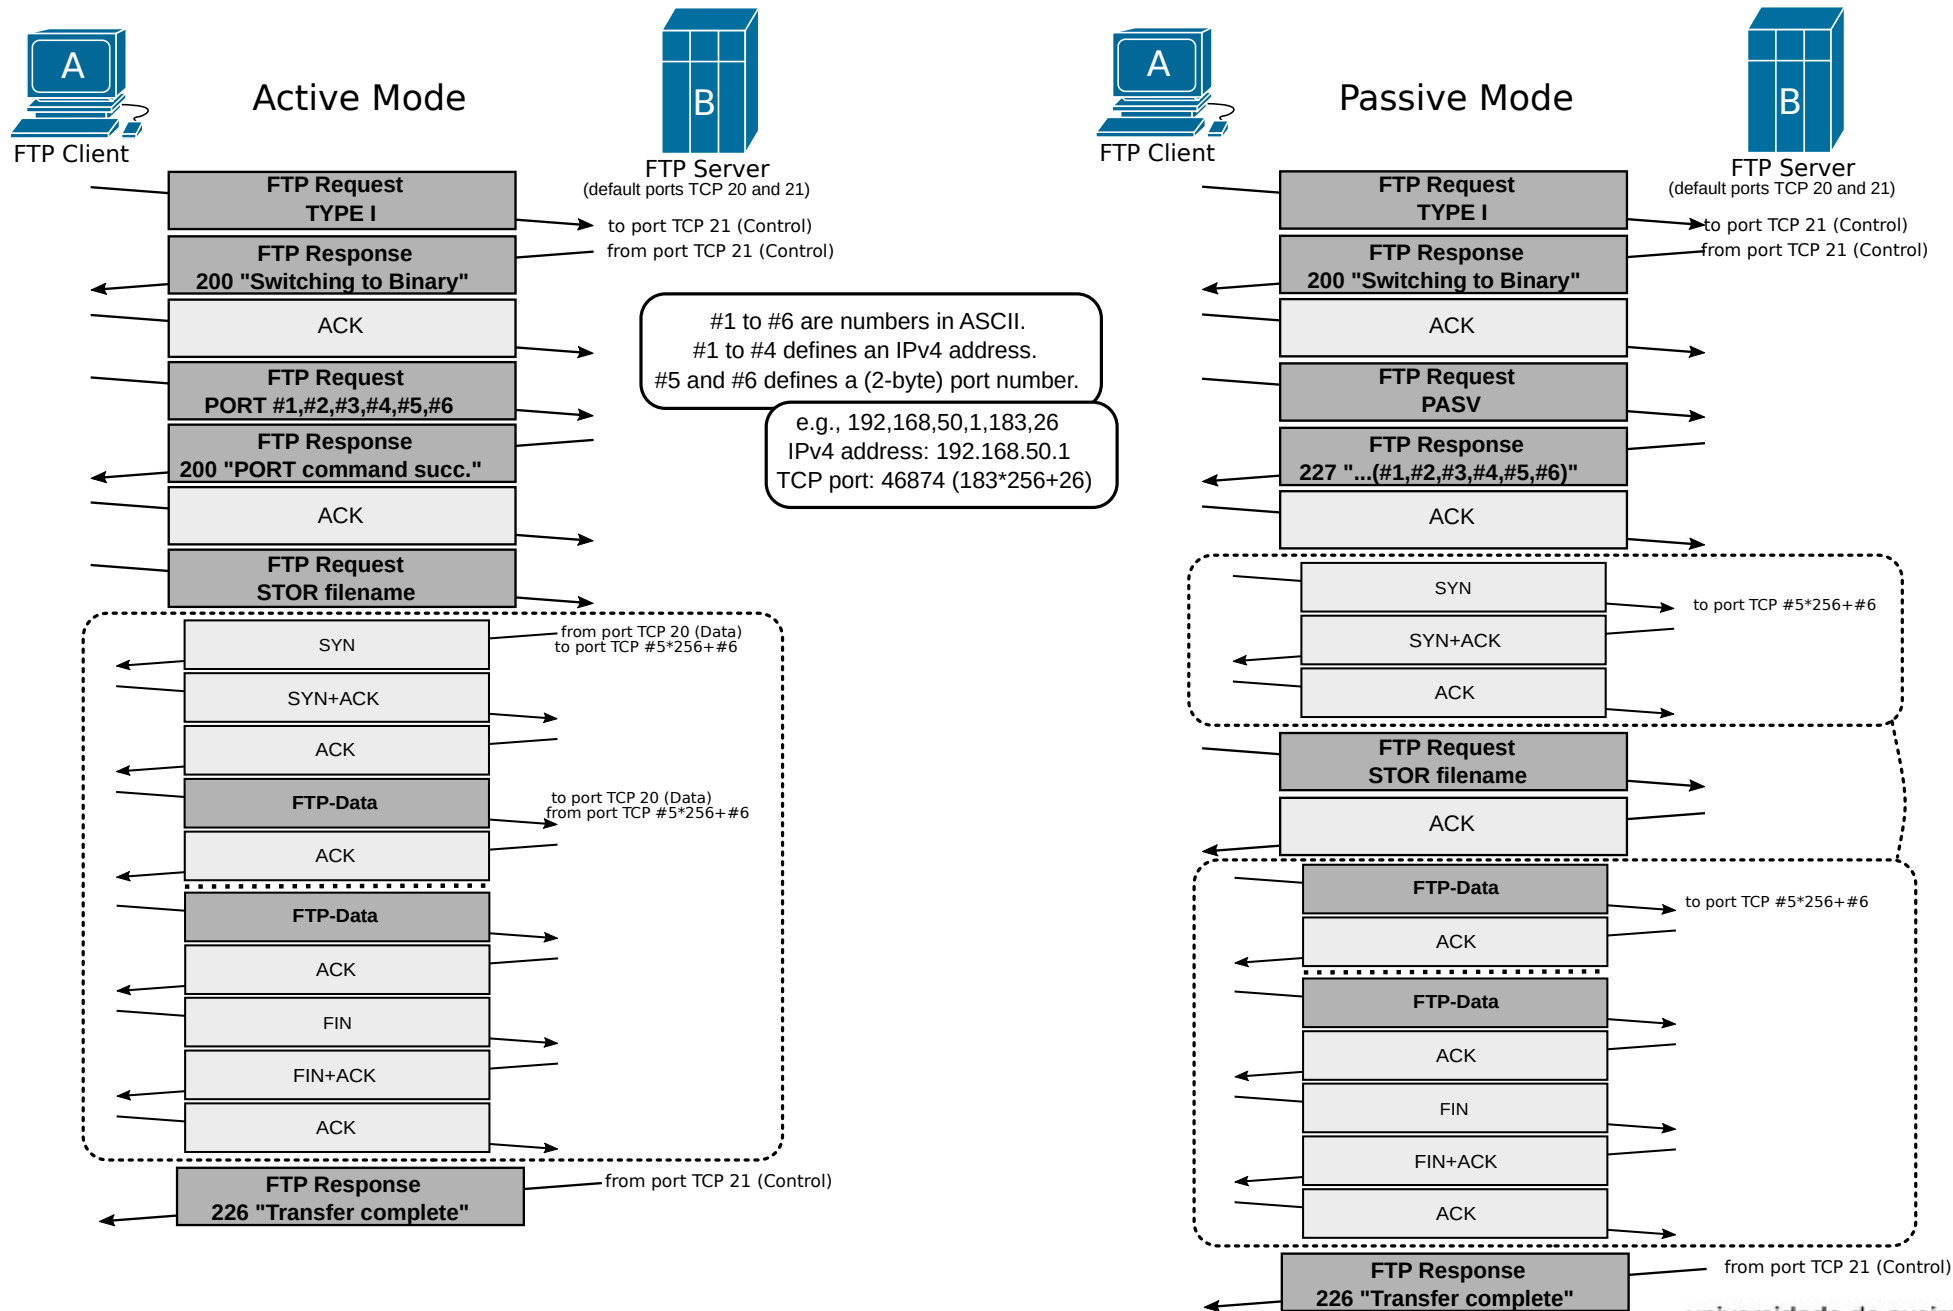 A
Active Mode
B
FTP Client
FTP Server
(default ports TCP 20 and 21)
FTP Request
TYPE I
to port TCP 21 (Control)
FTP Response
200 "Switching to Binary"
from port TCP 21 (Control)
ACK
FTP Request
PORT #1,#2,#3,#4,#5,#6
FTP Response
200 "PORT command succ."
ACK
FTP Request
STOR filename
SYN
from port TCP 20 (Data)
to port TCP #5*256+#6
SYN+ACK
ACK
FTP-Data
to port TCP 20 (Data)
from port TCP #5*256+#6
ACK
FTP-Data
ACK
FIN
FIN+ACK
ACK
FTP Response
226 "Transfer complete"
from port TCP 21 (Control)
#1 to #6 are numbers in ASCII.
#1 to #4 defines an IPv4 address.
#5 and #6 defines a (2-byte) port number.
e.g., 192,168,50,1,183,26
IPv4 address: 192.168.50.1
TCP port: 46874 (183*256+26)
A
Passive Mode
B
FTP Client
FTP Server
(default ports TCP 20 and 21)
FTP Request
TYPE I
to port TCP 21 (Control)
FTP Response
200 "Switching to Binary"
from port TCP 21 (Control)
ACK
FTP Request
PASV
FTP Response
227 "...(#1,#2,#3,#4,#5,#6)"
ACK
SYN
to port TCP #5*256+#6
SYN+ACK
ACK
FTP Request
STOR filename
ACK
FTP-Data
to port TCP #5*256+#6
ACK
FTP-Data
ACK
FIN
FIN+ACK
ACK
FTP Response
226 "Transfer complete"
from port TCP 21 (Control)